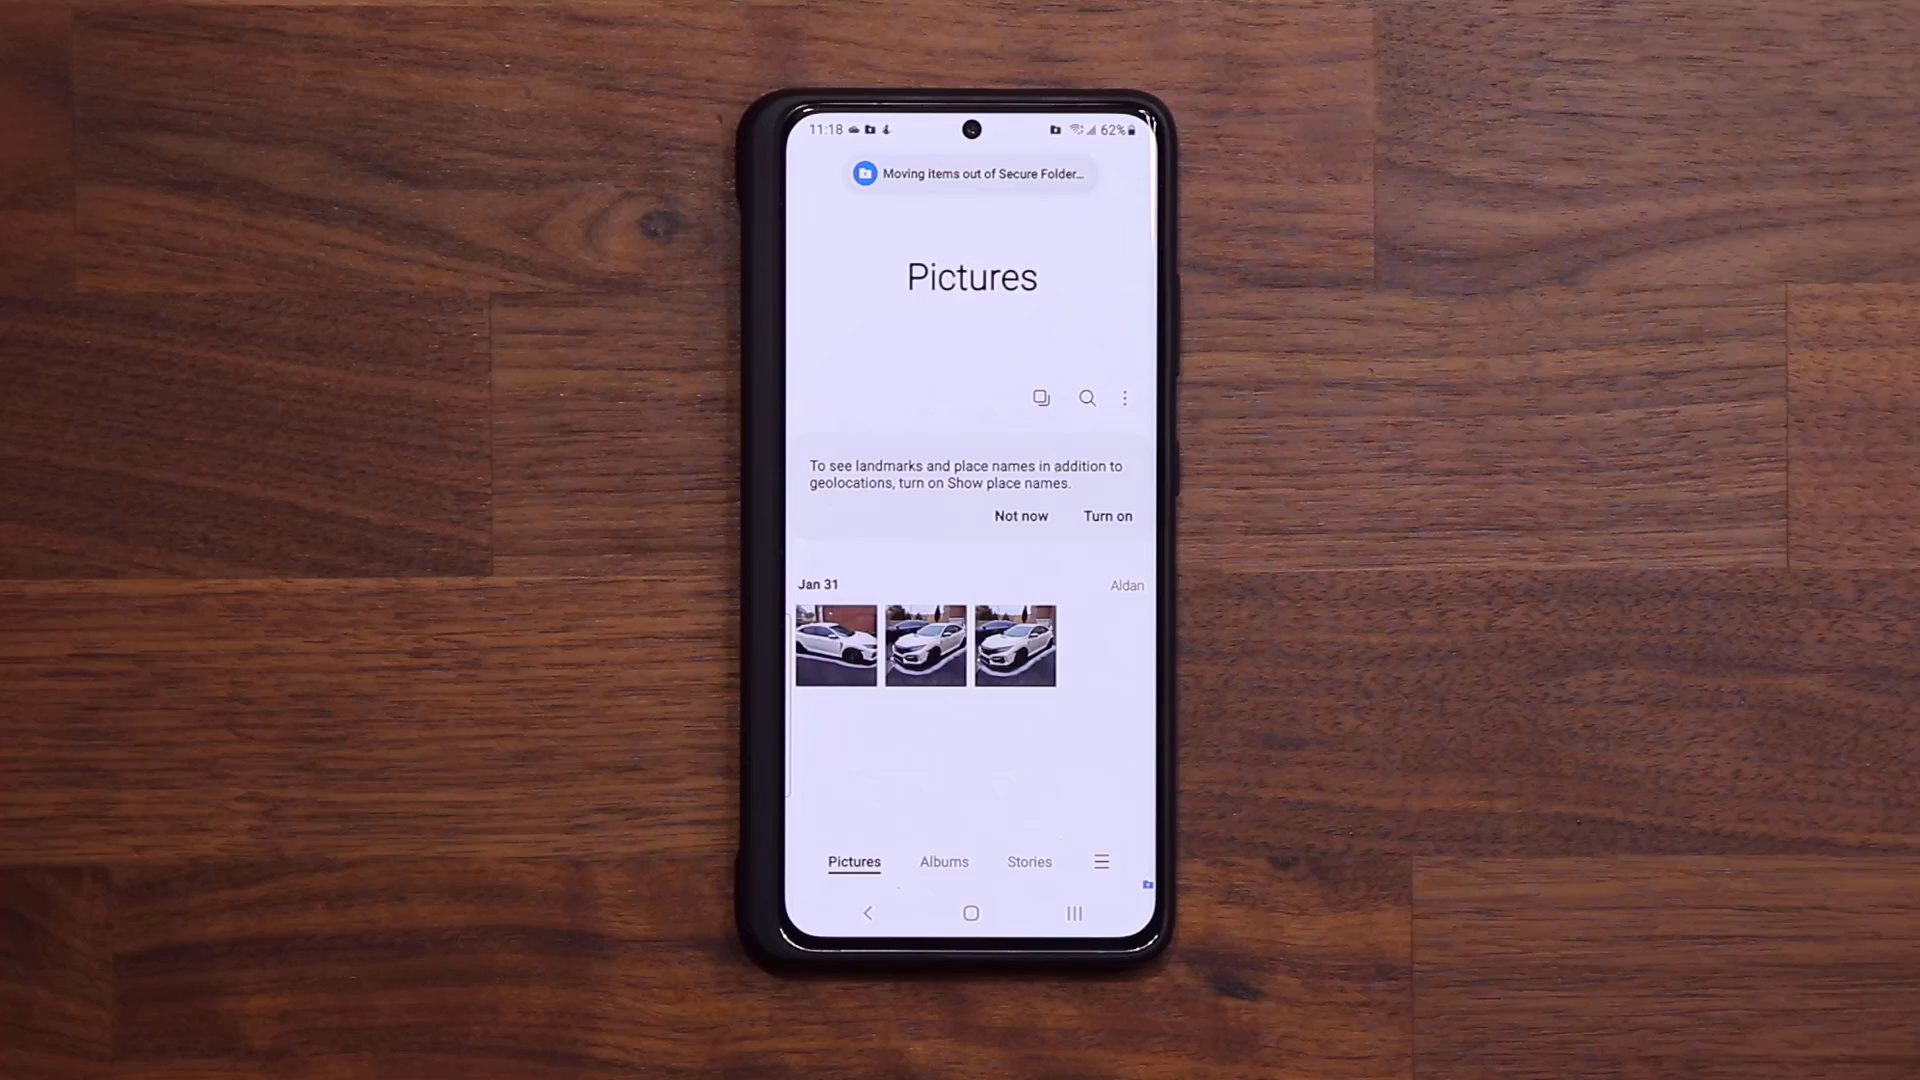 11:18
62%
Moving items out of Secure Folder...
Pictures
To see landmarks and place names in addition to
geolocations, turn on Show place names.
Not now Turn on
Jan 31 Aldan
Pictures Albums Stories